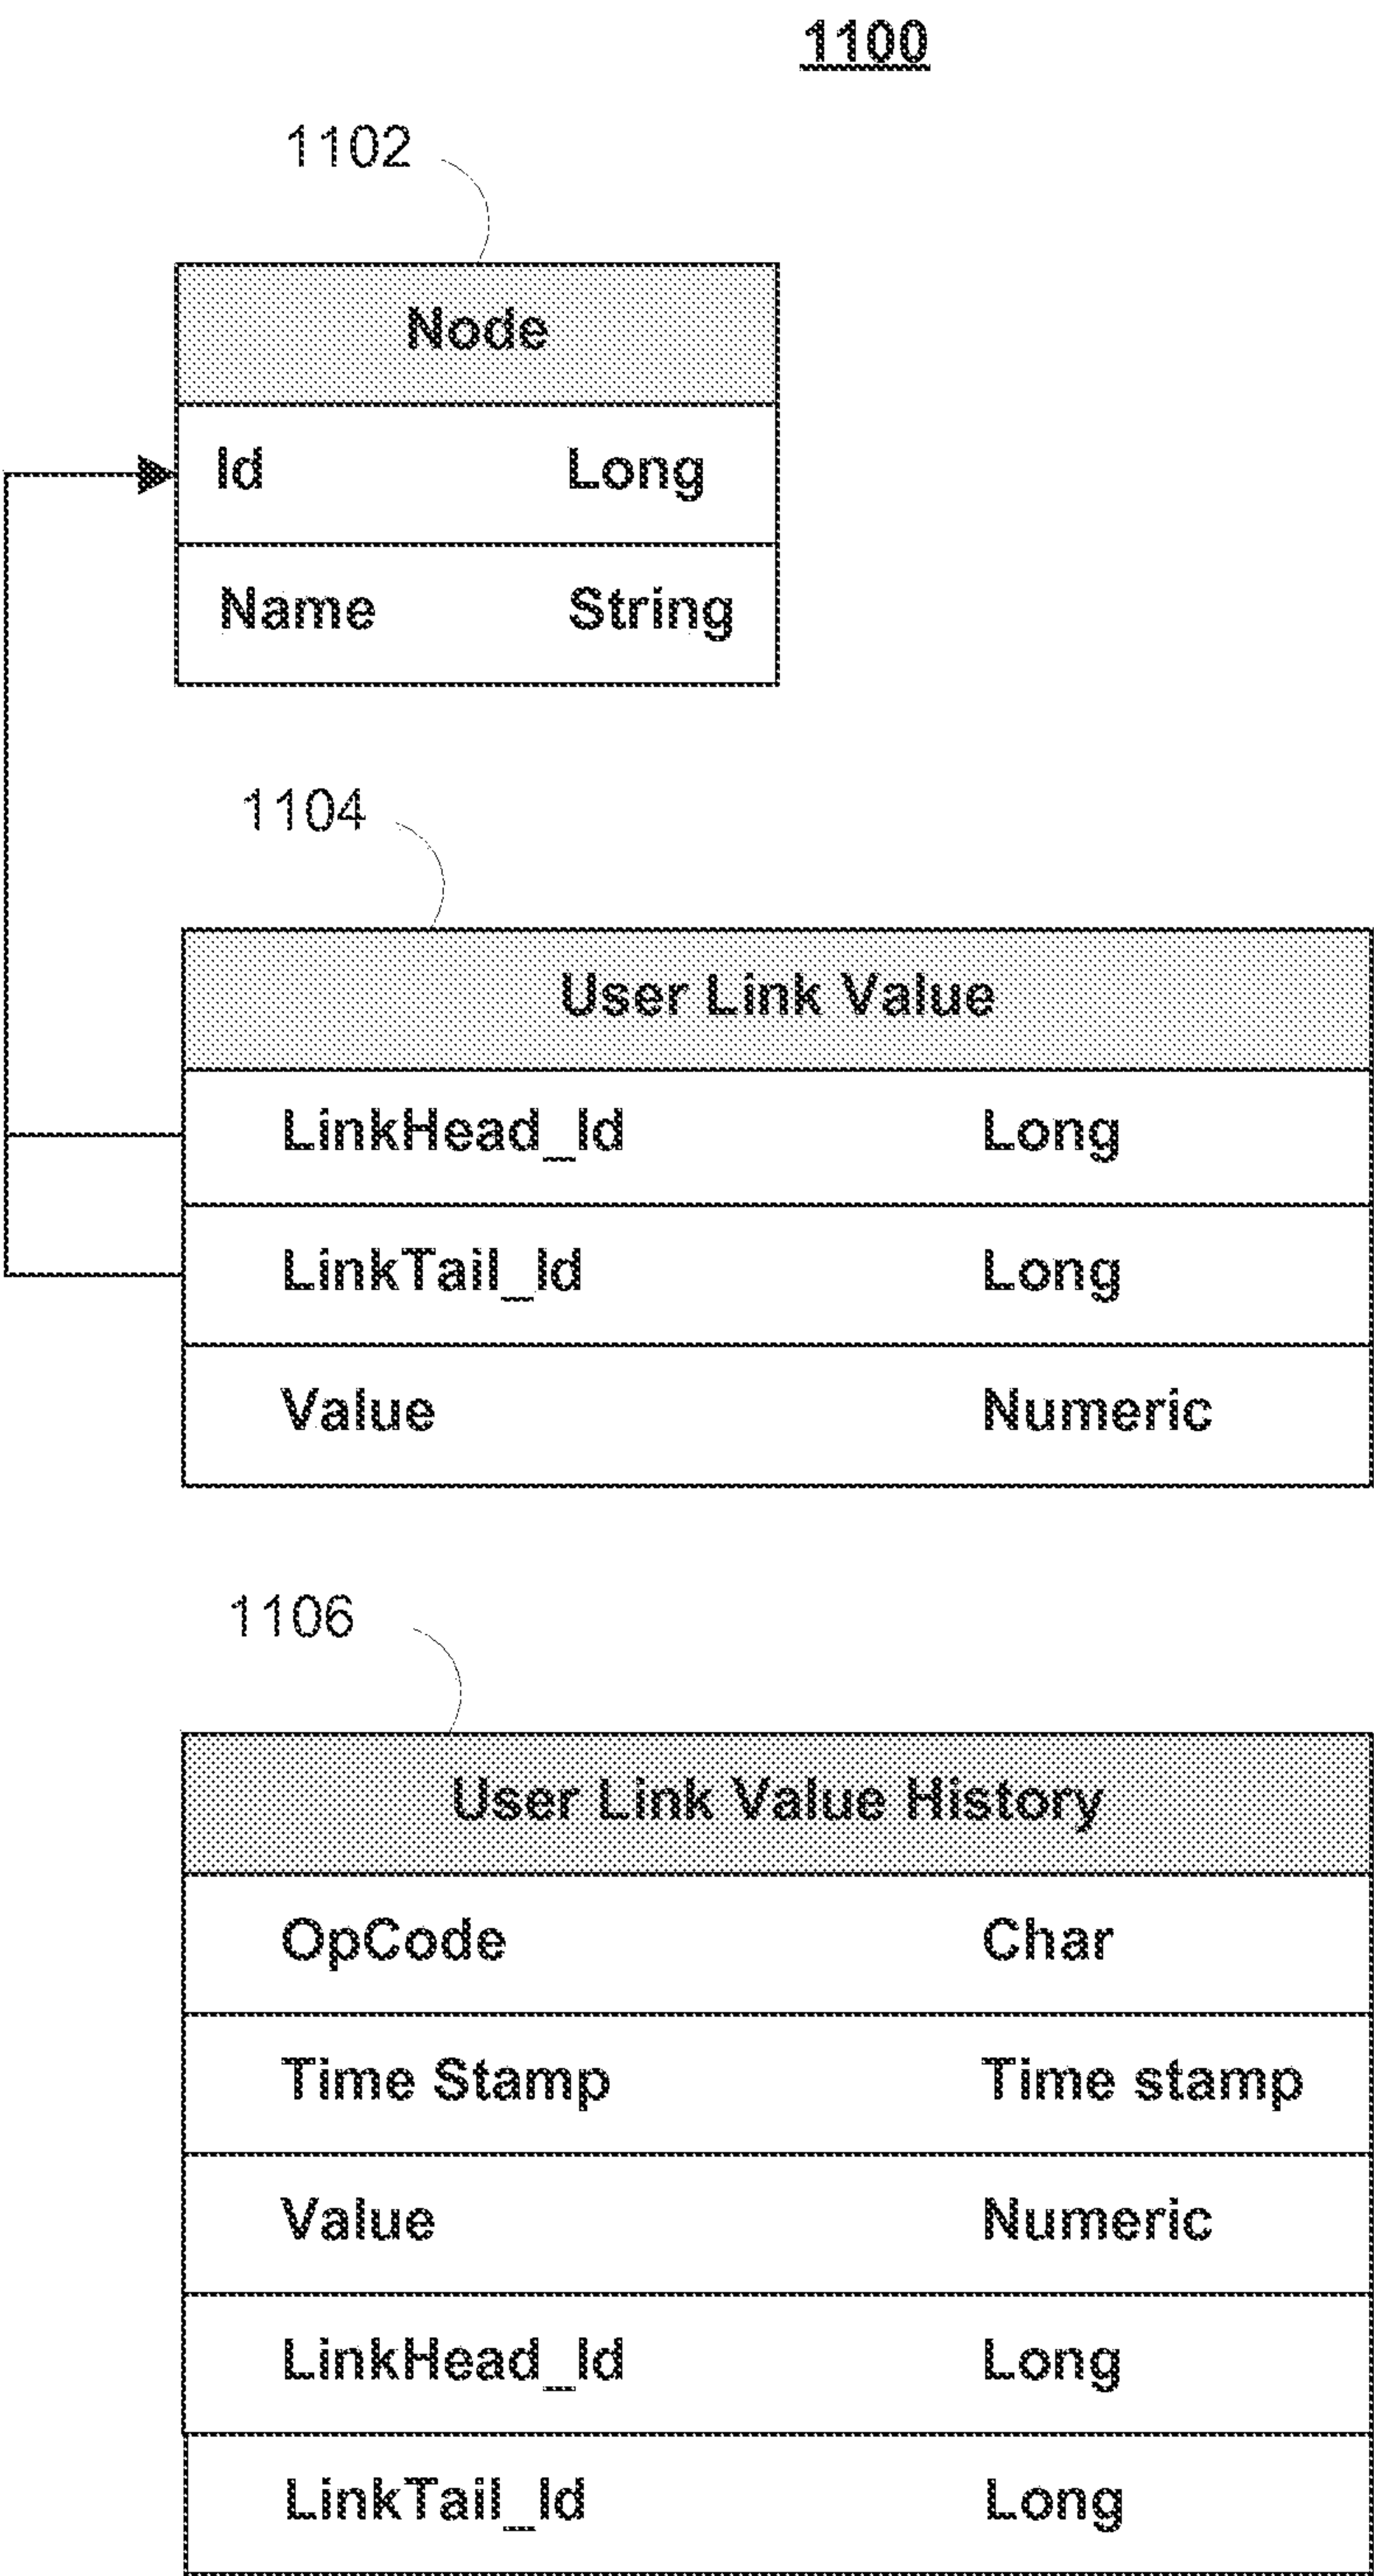 1100
1102
Node
Id Long
Name String
1104
User Link Value
LinkHead_Id Long
LinkTail_Id Long
Value Numeric
1106
User Link Value History
OpCode Char
Time Stamp Time stamp
Value Numeric
LinkHead_Id Long
LinkTail_Id Long